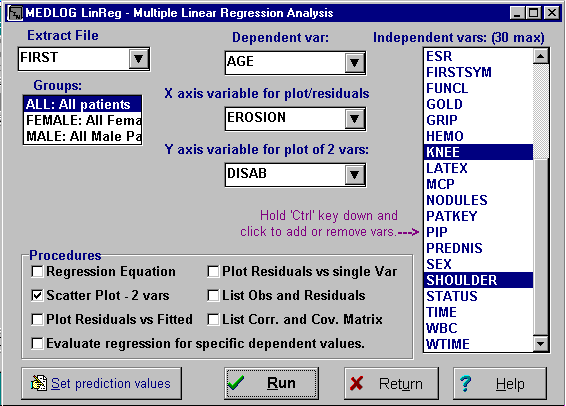 MEDLOG LinReg - Multiple Linear Regression Analysis
Extract File
FIRST
Groups:
ALL: All patients
FEMALE: All Fema
MALE: All Male Pa
Dependent var:
AGE
X axis variable for plot/residuals
EROSION
Y axis variable for plot of 2 vars:
DISAB
Hold 'Ctrl' key down and
click to add or remove vars.--->
Independent vars: (30 max)
ESR
FIRSTSYM
FUNCL
GOLD
GRIP
HEMO
KNEE
LATEX
MCP
NODULES
PATKEY
PIP
PREDNIS
SEX
SHOULDER
STATUS
TIME
WBC
WTIME
Procedures
Regression Equation
Plot Residuals vs single Var
Scatter Plot - 2 vars
List Obs and Residuals
Plot Residuals vs Fitted
List Corr. and Cov. Matrix
Evaluate regression for specific dependent values.
Set prediction values
Run
Return
? Help